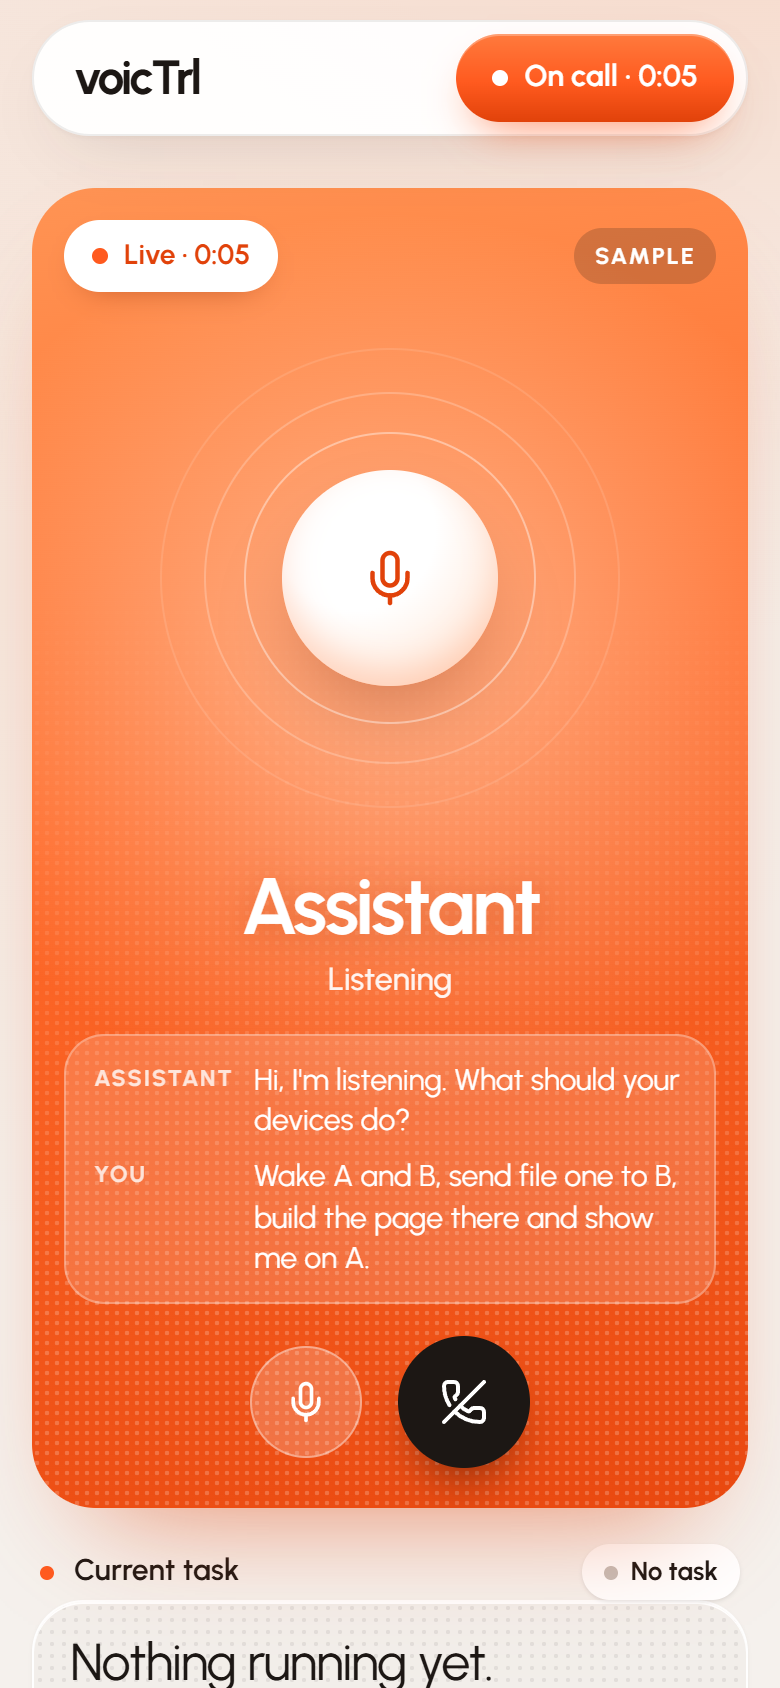 voicTrl
On call · 0:05
Live · 0:05
SAMPLE
Assistant
Listening
ASSISTANT
Hi, I'm listening. What should your
devices do?
YOU
Wake A and B, send file one to B,
build the page there and show
me on A.
Current task
No task
Nothing running yet.